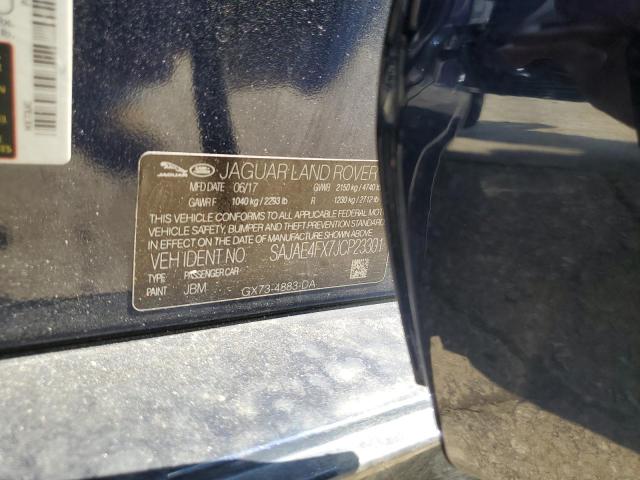 JAGUAR LAND ROVER
MFD DATE 06/17 GVWR 2150 kg / 4740 lb
GAWR F 1040 kg / 2293 lb R 1230 kg / 2712 lb
THIS VEHICLE CONFORMS TO ALL APPLICABLE FEDERAL
SAFETY, BUMPER, AND THEFT PREVENTION STANDARDS
IN EFFECT ON THE DATE OF MANUFACTURE SHOWN ABOVE
VEH IDENT NO SAJAE4FX7JCP23301
TYPE PASSENGER CAR
PAINT JBM
GX73-4883-DA
JAGUAR